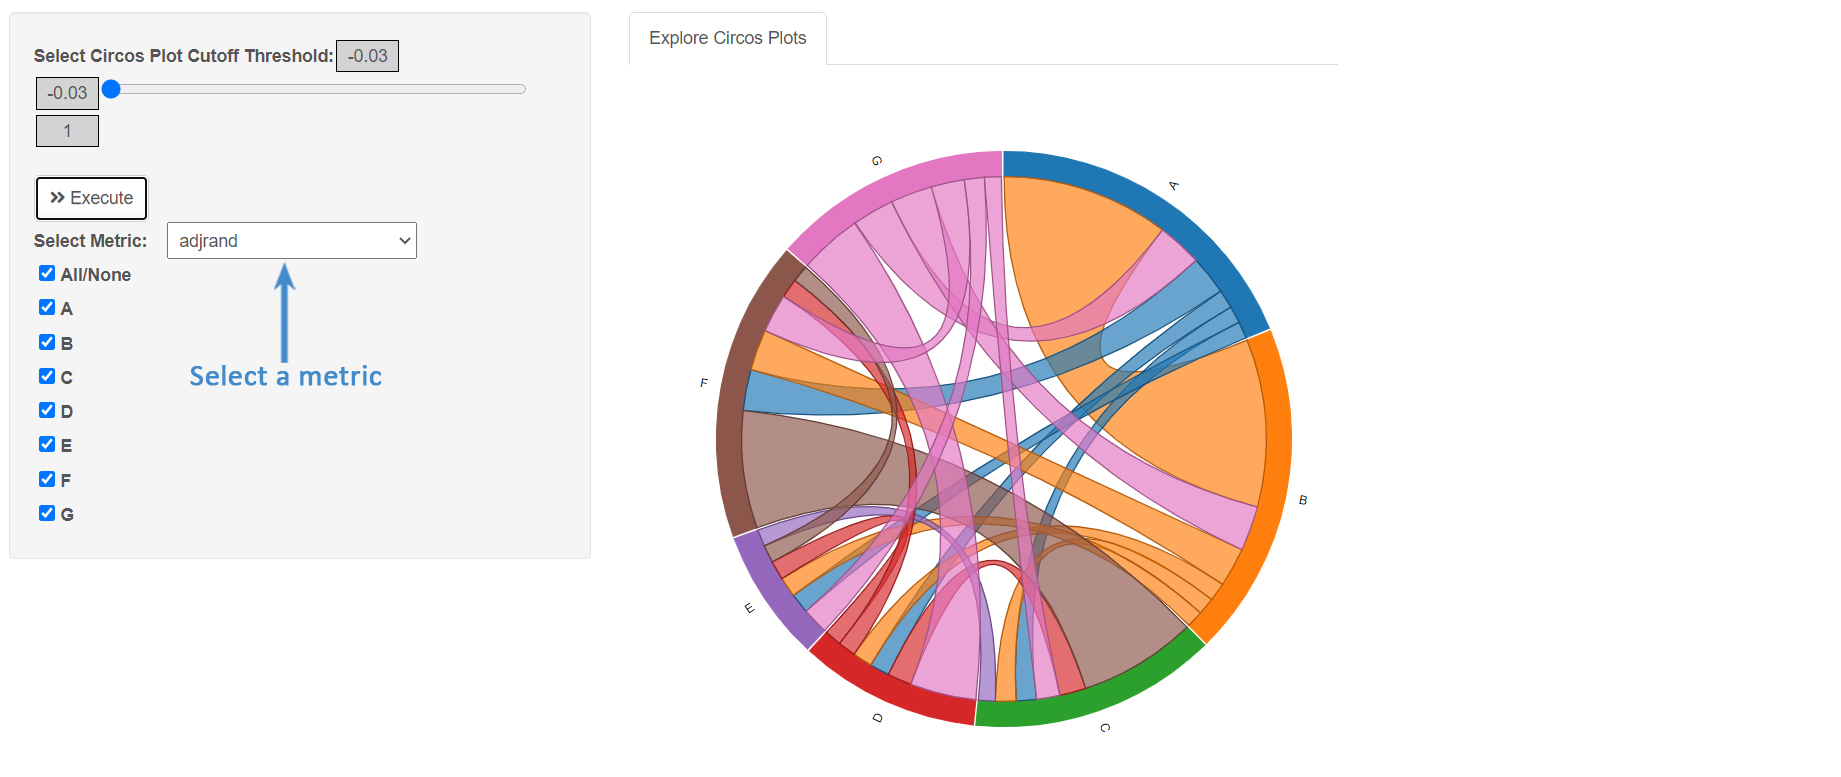 Select Circos Plot Cutoff Threshold: -0.03
-0.03
1
Execute
Select Metric: adjrand
All/None
A
B
C
D
E
F
G
Select a metric
Explore Circos Plots
G
A
F
B
E
D
C